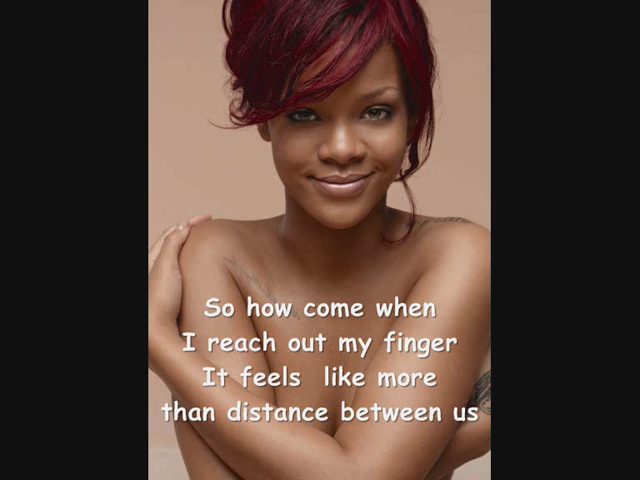 So how come when
I reach out my finger
It feels like more
than distance between us